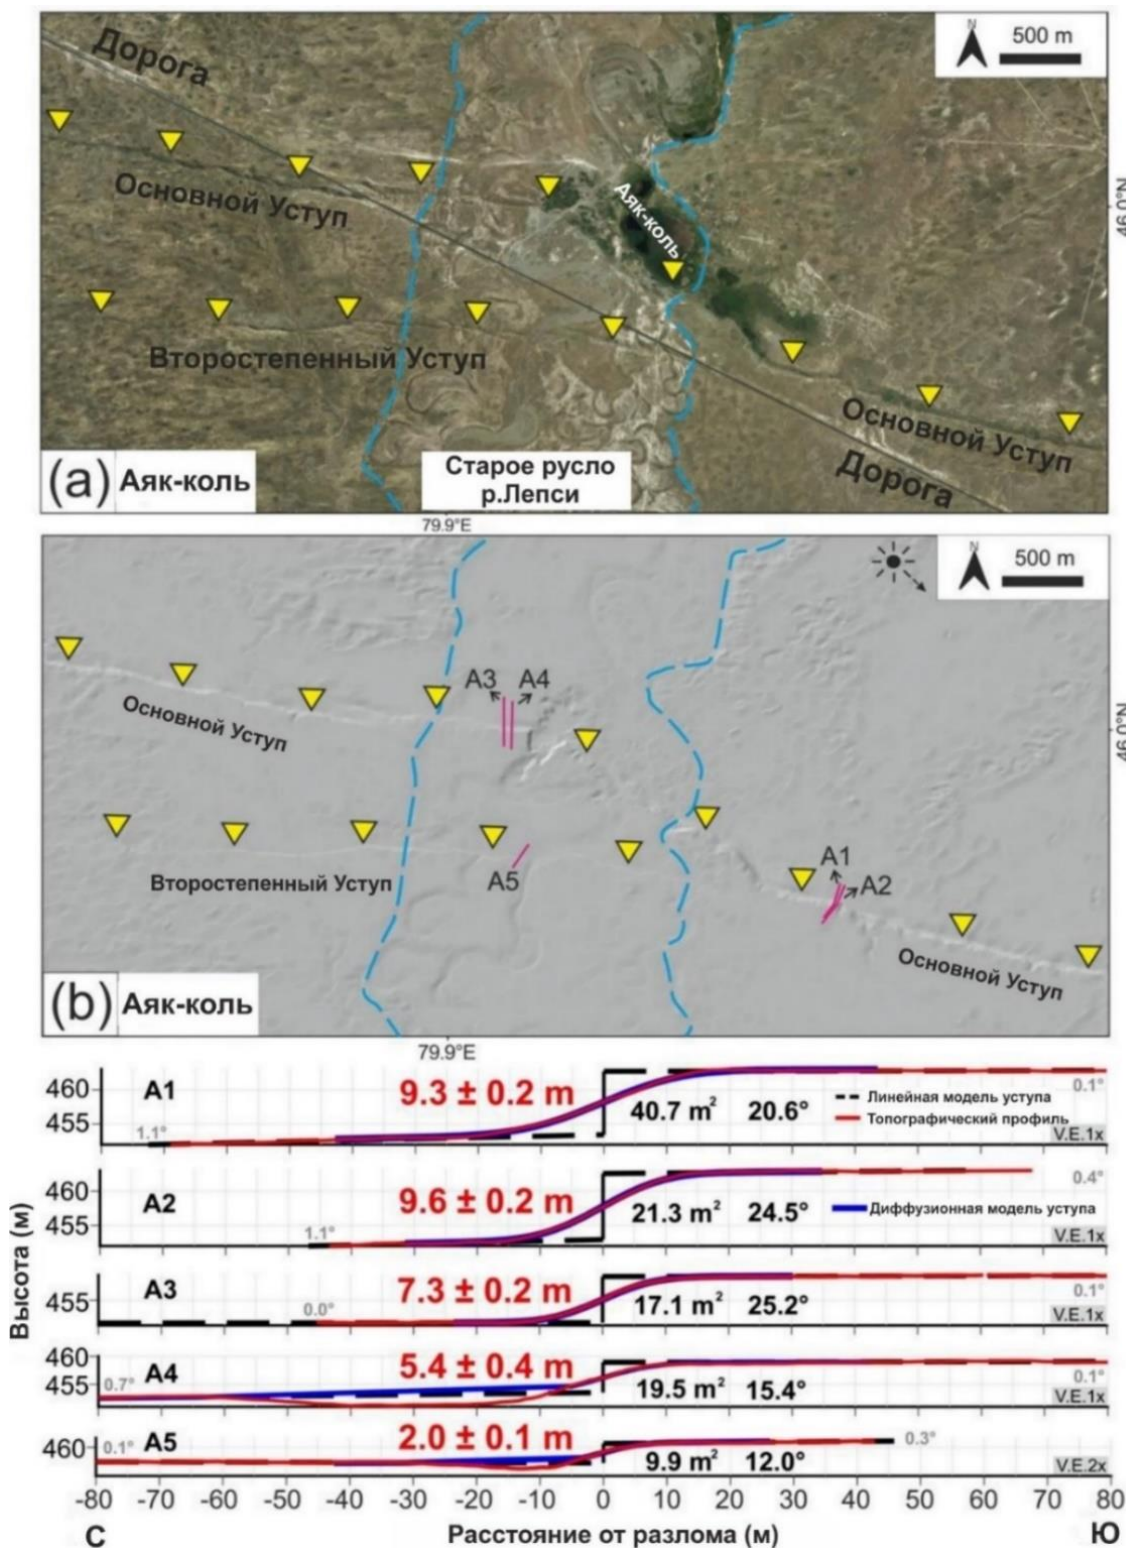 Дорога
N
500 m
Основной Уступ
Аяк-коль
46.0°N
Второстепенный Уступ
Основной Уступ
Дорога
(a) Аяк-коль
Старое русло
р.Лепси
79.9°E
N
500 m
A3 A4
Основной Уступ
46.0°N
A1
A2
A5
Второстепенный Уступ
Основной Уступ
(b) Аяк-коль
79.9°E
Высота (м)
460
455
A1
9.3 ± 0.2 m
40.7 m² 20.6°
1.1°
0.1°
Линейная модель уступа
Топографический профиль
V.E.1x
460
455
A2
9.6 ± 0.2 m
21.3 m² 24.5°
1.1°
0.4°
Диффузионная модель уступа
V.E.1x
455
A3
7.3 ± 0.2 m
17.1 m² 25.2°
0.0°
0.1°
V.E.1x
460
455
A4
5.4 ± 0.4 m
19.5 m² 15.4°
0.7°
0.1°
V.E.1x
460
A5
2.0 ± 0.1 m
9.9 m² 12.0°
0.1°
0.3°
V.E.2x
-80 -70 -60 -50 -40 -30 -20 -10 0 10 20 30 40 50 60 70 80
С Расстояние от разлома (м) Ю